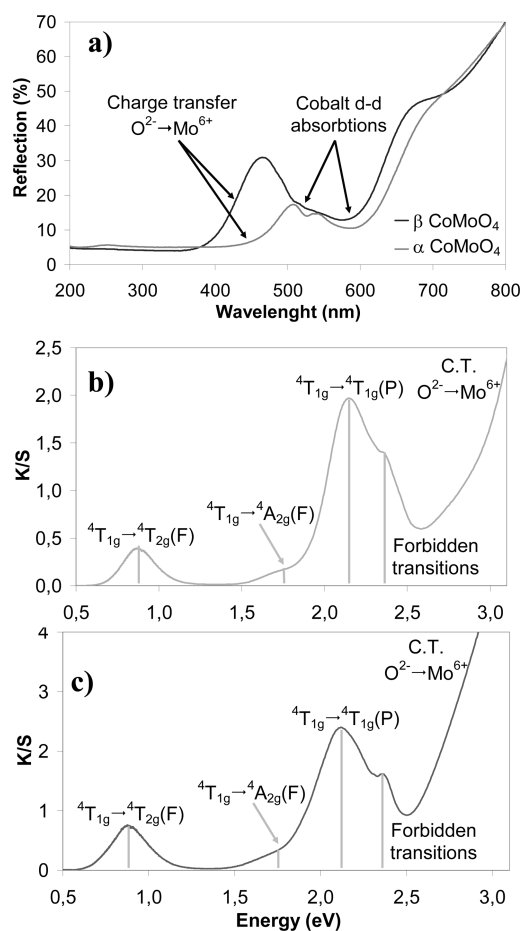 a)
Reflection (%)
70
60
50
40
30
20
10
0
Charge transfer
O²⁻→Mo⁶⁺
Cobalt d-d
absorbtions
β CoMoO₄
α CoMoO₄
200 300 400 500 600 700 800
Wavelenght (nm)
b)
K/S
2,5
2,0
1,5
1,0
0,5
0,0
C.T.
O²⁻→Mo⁶⁺
⁴T₁g→⁴T₁g(P)
⁴T₁g→⁴A₂g(F)
⁴T₁g→⁴T₂g(F)
Forbidden
transitions
0,5 1,0 1,5 2,0 2,5 3,0
c)
K/S
4
3
2
1
0
C.T.
O²⁻→Mo⁶⁺
⁴T₁g→⁴T₁g(P)
⁴T₁g→⁴A₂g(F)
⁴T₁g→⁴T₂g(F)
Forbidden
transitions
0,5 1,0 1,5 2,0 2,5 3,0
Energy (eV)